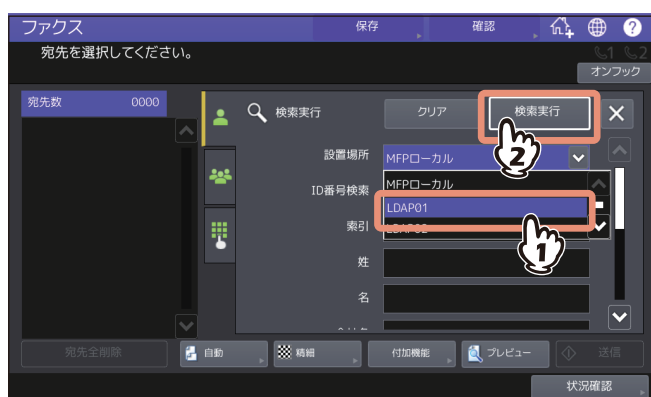 ファクス
保存
確認
?
宛先を選択してください。
1 2
オンフック
宛先数 0000
検索実行
クリア
検索実行
2
設置場所
MFPローカル
ID番号検索
MFPローカル
LDAP01
索引
1
姓
名
宛先全削除
自動
精細
付加機能
プレビュー
送信
状況確認